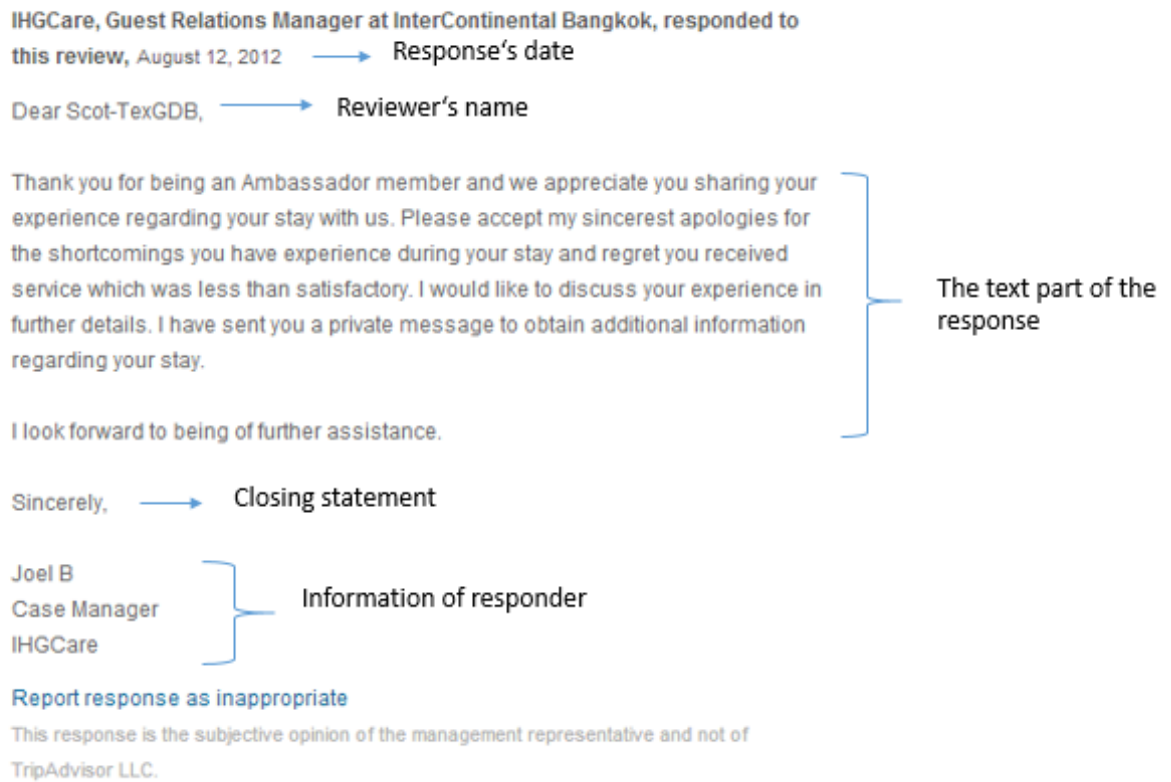 IHGCare, Guest Relations Manager at InterContinental Bangkok, responded to
this review, August 12, 2012 Response's date
Dear Scot-TexGDB, Reviewer's name
Thank you for being an Ambassador member and we appreciate you sharing your
experience regarding your stay with us. Please accept my sincerest apologies for
the shortcomings you have experience during your stay and regret you received
service which was less than satisfactory. I would like to discuss your experience in
further details. I have sent you a private message to obtain additional information
regarding your stay.
I look forward to being of further assistance.
The text part of the
response
Sincerely, Closing statement
Joel B
Case Manager
IHGCare
Information of responder
Report response as inappropriate
This response is the subjective opinion of the management representative and not of
TripAdvisor LLC.